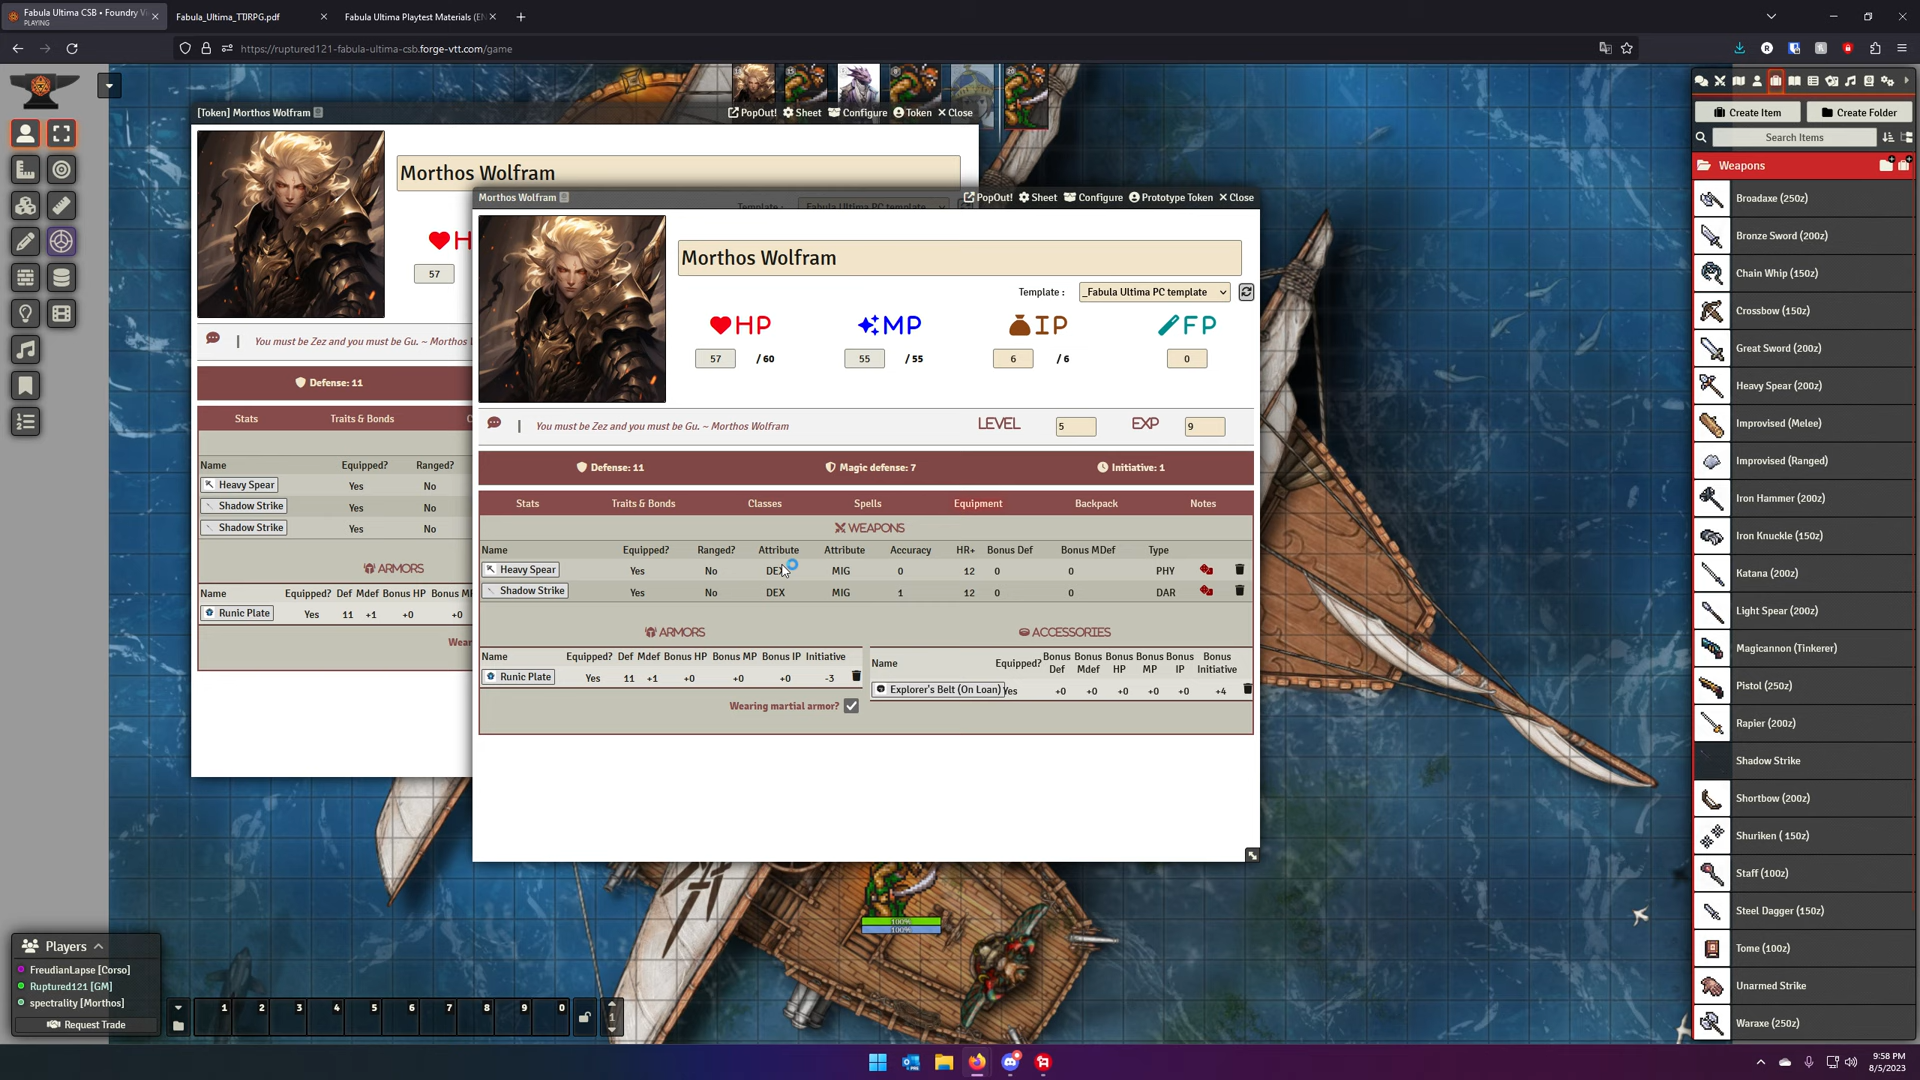 Fabula Ultima CSB • Foundry Vi
PLAYING
Fabula_Ultima_TTJRPG.pdf
Fabula Ultima Playtest Materials (EN
https://ruptured121-fabula-ultima-csb.forge-vtt.com/game
[Token] Morthos Wolfram
PopOut! Sheet Configure Token Close
Morthos Wolfram
Template : Fabula Ultima PC template
H
57
You must be Zez and you must be Gu. ~ Morthos W
Defense: 11
Stats Traits & Bonds C
Name Equipped? Ranged?
Heavy Spear Yes No
Shadow Strike Yes No
Shadow Strike Yes No
ARMORS
Name Equipped? Def Mdef Bonus HP Bonus M
Runic Plate Yes 11 +1 +0 +0
Wear
Morthos Wolfram
PopOut! Sheet Configure Prototype Token Close
Morthos Wolfram
Template : _Fabula Ultima PC template
HP MP IP FP
57 / 60 55 / 55 6 / 6 0
| You must be Zez and you must be Gu. ~ Morthos Wolfram
LEVEL 5 EXP 9
Defense: 11 Magic defense: 7 Initiative: 1
Stats Traits & Bonds Classes Spells Equipment Backpack Notes
WEAPONS
Name Equipped? Ranged? Attribute Attribute Accuracy HR+ Bonus Def Bonus MDef Type
Heavy Spear Yes No DEX MIG 0 12 0 0 PHY
Shadow Strike Yes No DEX MIG 1 12 0 0 DAR
ARMORS
Name Equipped? Def Mdef Bonus HP Bonus MP Bonus IP Initiative
Runic Plate Yes 11 +1 +0 +0 +0 -3
Wearing martial armor?
ACCESSORIES
Name Equipped? Bonus Def Bonus Mdef Bonus HP Bonus MP Bonus IP Bonus Initiative
Explorer's Belt (On Loan) Yes +0 +0 +0 +0 +0 +4
100%
100%
Create Item Create Folder
Search Items
Weapons
Broadaxe (250z)
Bronze Sword (200z)
Chain Whip (150z)
Crossbow (150z)
Great Sword (200z)
Heavy Spear (200z)
Improvised (Melee)
Improvised (Ranged)
Iron Hammer (200z)
Iron Knuckle (150z)
Katana (200z)
Light Spear (200z)
Magicannon (Tinkerer)
Pistol (250z)
Rapier (200z)
Shadow Strike
Shortbow (200z)
Shuriken ( 150z)
Staff (100z)
Steel Dagger (150z)
Tome (100z)
Unarmed Strike
Waraxe (250z)
Players
FreudianLapse [Corso]
Ruptured121 [GM]
spectrality [Morthos]
Request Trade
1 2 3 4 5 6 7 8 9 0
1
9:58 PM
8/5/2023